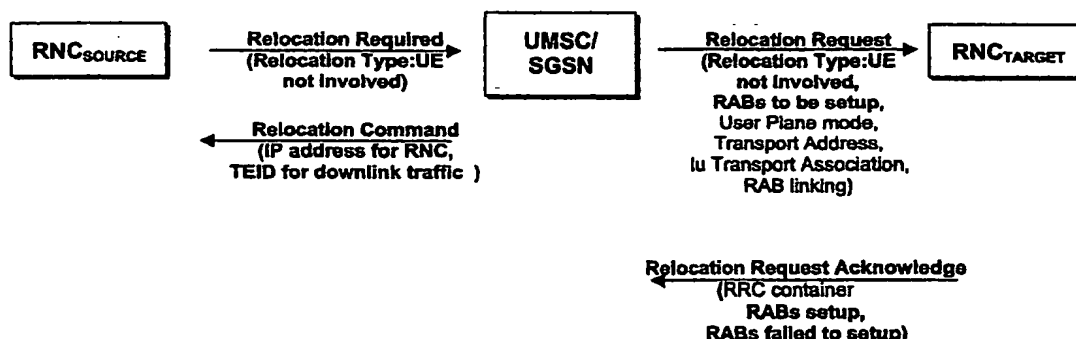 RNCSOURCE
Relocation Required
(Relocation Type:UE
not involved)
UMSC/
SGSN
Relocation Request
(Relocation Type:UE
not involved,
RABs to be setup,
User Plane mode,
Transport Address,
Iu Transport Association,
RAB linking)
RNCTARGET
Relocation Command
(IP address for RNC,
TEID for downlink traffic )
Relocation Request Acknowledge
(RRC container
RABs setup,
RABs failed to setup)